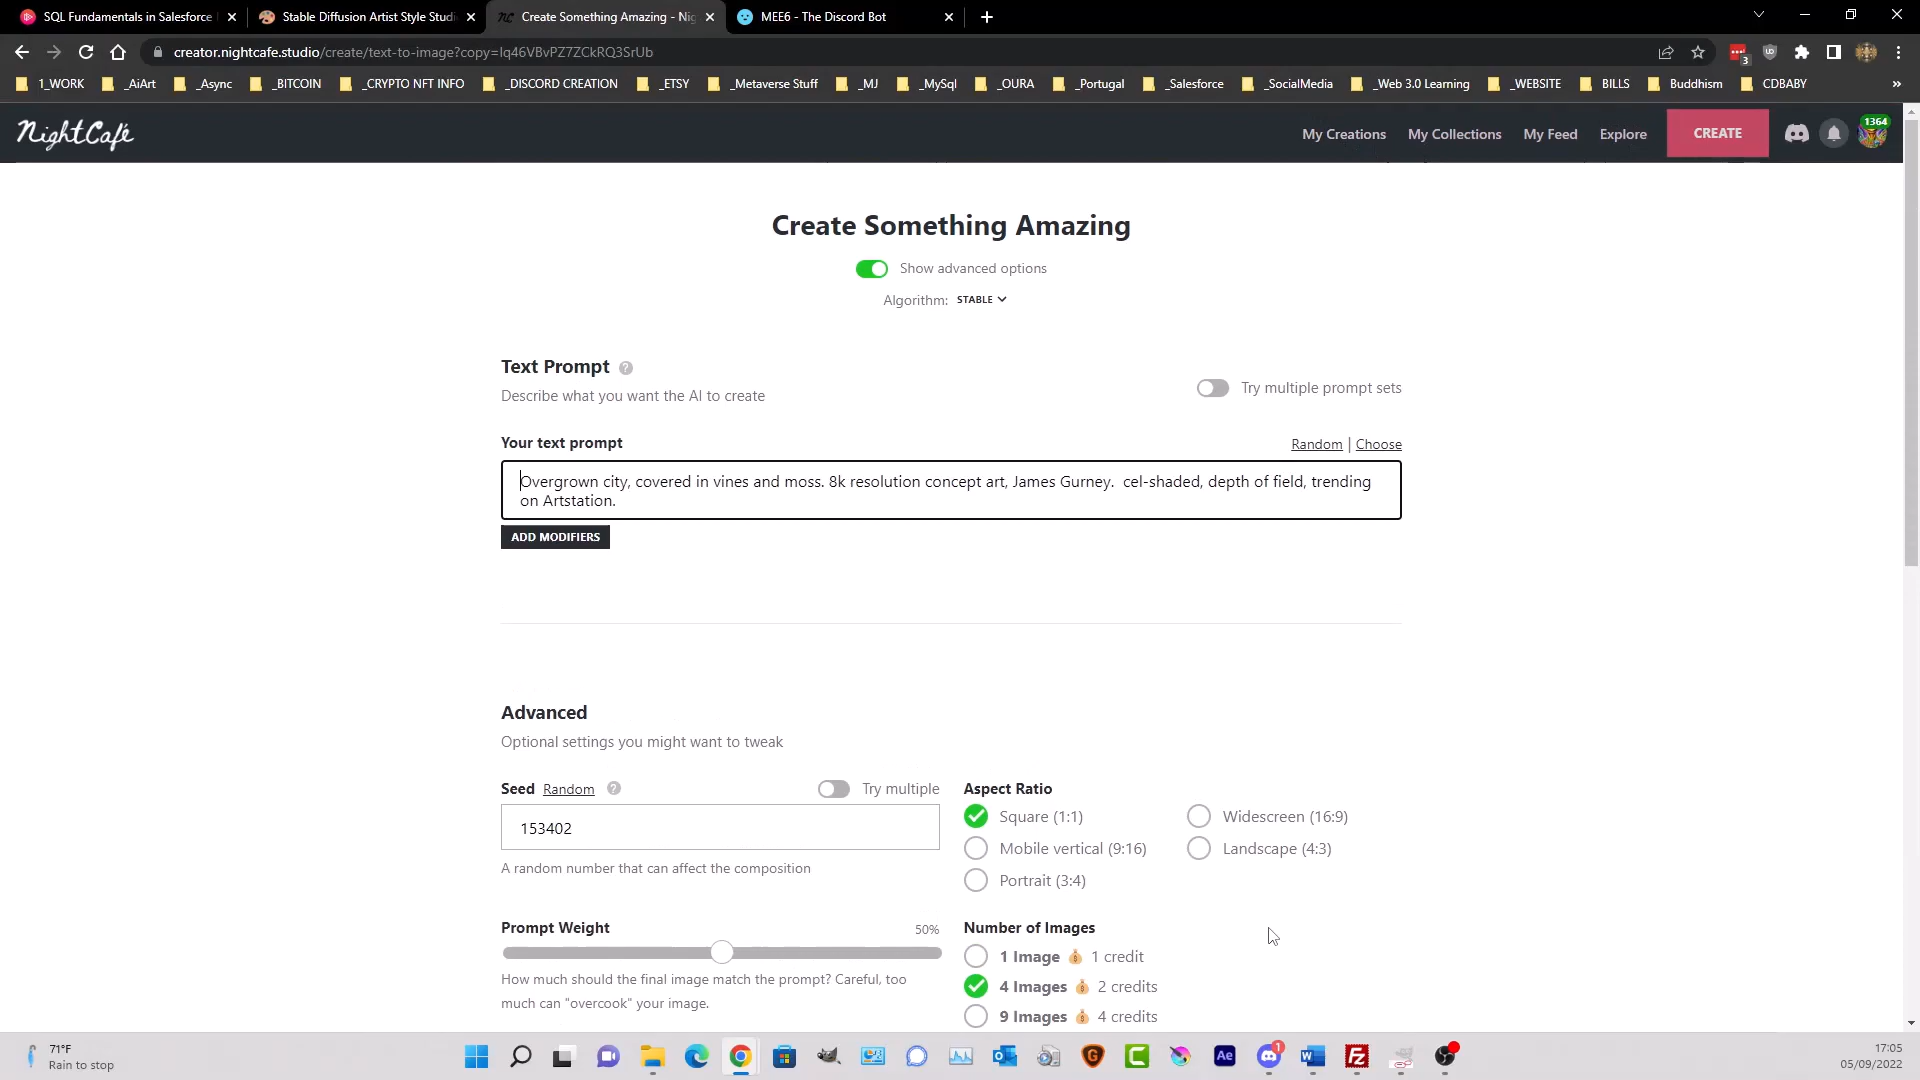 SQL Fundamentals in Salesforce
Stable Diffusion Artist Style Studi
Create Something Amazing - Nig
MEE6 - The Discord Bot
creator.nightcafe.studio/create/text-to-image?copy=Iq46VBvPZ7ZCkRQ3SrUb
3
1_WORK
_AiArt
_Async
_BITCOIN
_CRYPTO NFT INFO
_DISCORD CREATION
_ETSY
_Metaverse Stuff
_MJ
_MySql
_OURA
_Portugal
_Salesforce
_SocialMedia
_Web 3.0 Learning
_WEBSITE
BILLS
Buddhism
CDBABY
»
NightCafé
My Creations
My Collections
My Feed
Explore
CREATE
1364
Create Something Amazing
Show advanced options
Algorithm: STABLE
Text Prompt ?
Describe what you want the AI to create
Try multiple prompt sets
Your text prompt
Random | Choose
Overgrown city, covered in vines and moss. 8k resolution concept art, James Gurney.  cel-shaded, depth of field, trending
on Artstation.
ADD MODIFIERS
Advanced
Optional settings you might want to tweak
Seed Random ?
Try multiple
153402
A random number that can affect the composition
Aspect Ratio
Square (1:1)
Widescreen (16:9)
Mobile vertical (9:16)
Landscape (4:3)
Portrait (3:4)
Prompt Weight
50%
How much should the final image match the prompt? Careful, too
much can "overcook" your image.
Number of Images
1 Image 1 credit
4 Images 2 credits
9 Images 4 credits
71°F
Rain to stop
Ae
1
17:05
05/09/2022